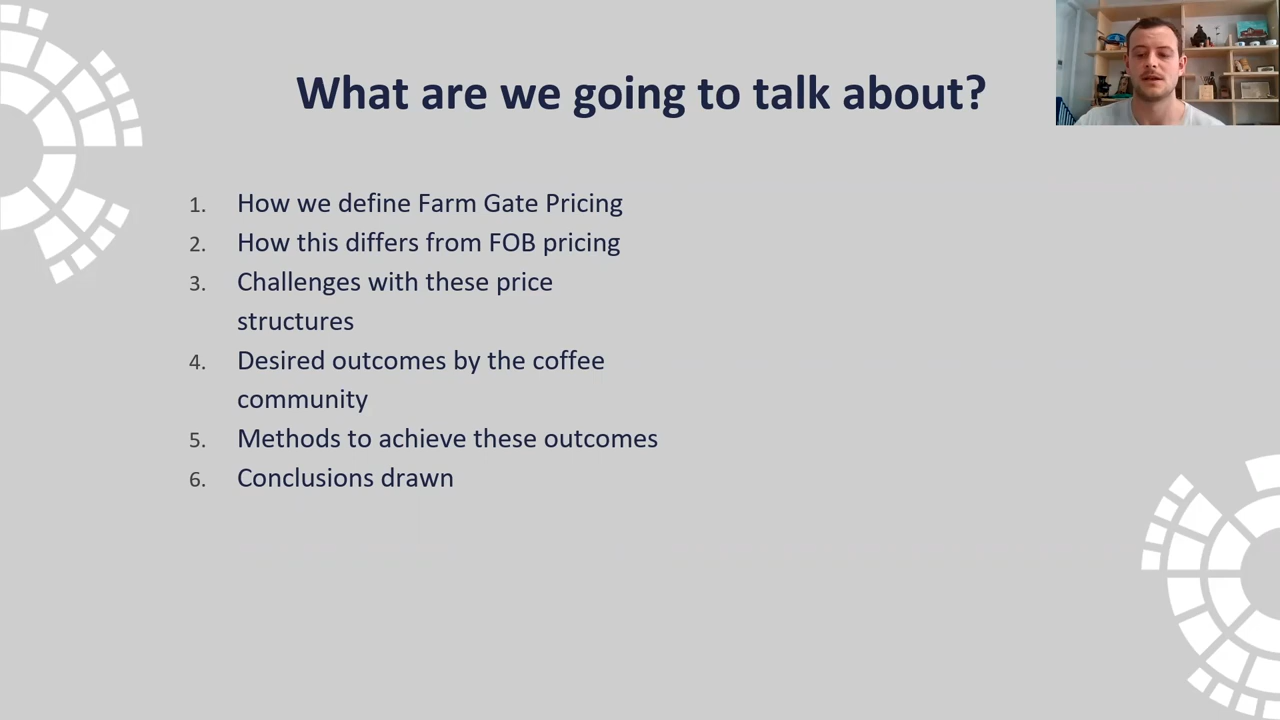 What are we going to talk about?
1. How we define Farm Gate Pricing
2. How this differs from FOB pricing
3. Challenges with these price
structures
4. Desired outcomes by the coffee
community
5. Methods to achieve these outcomes
6. Conclusions drawn